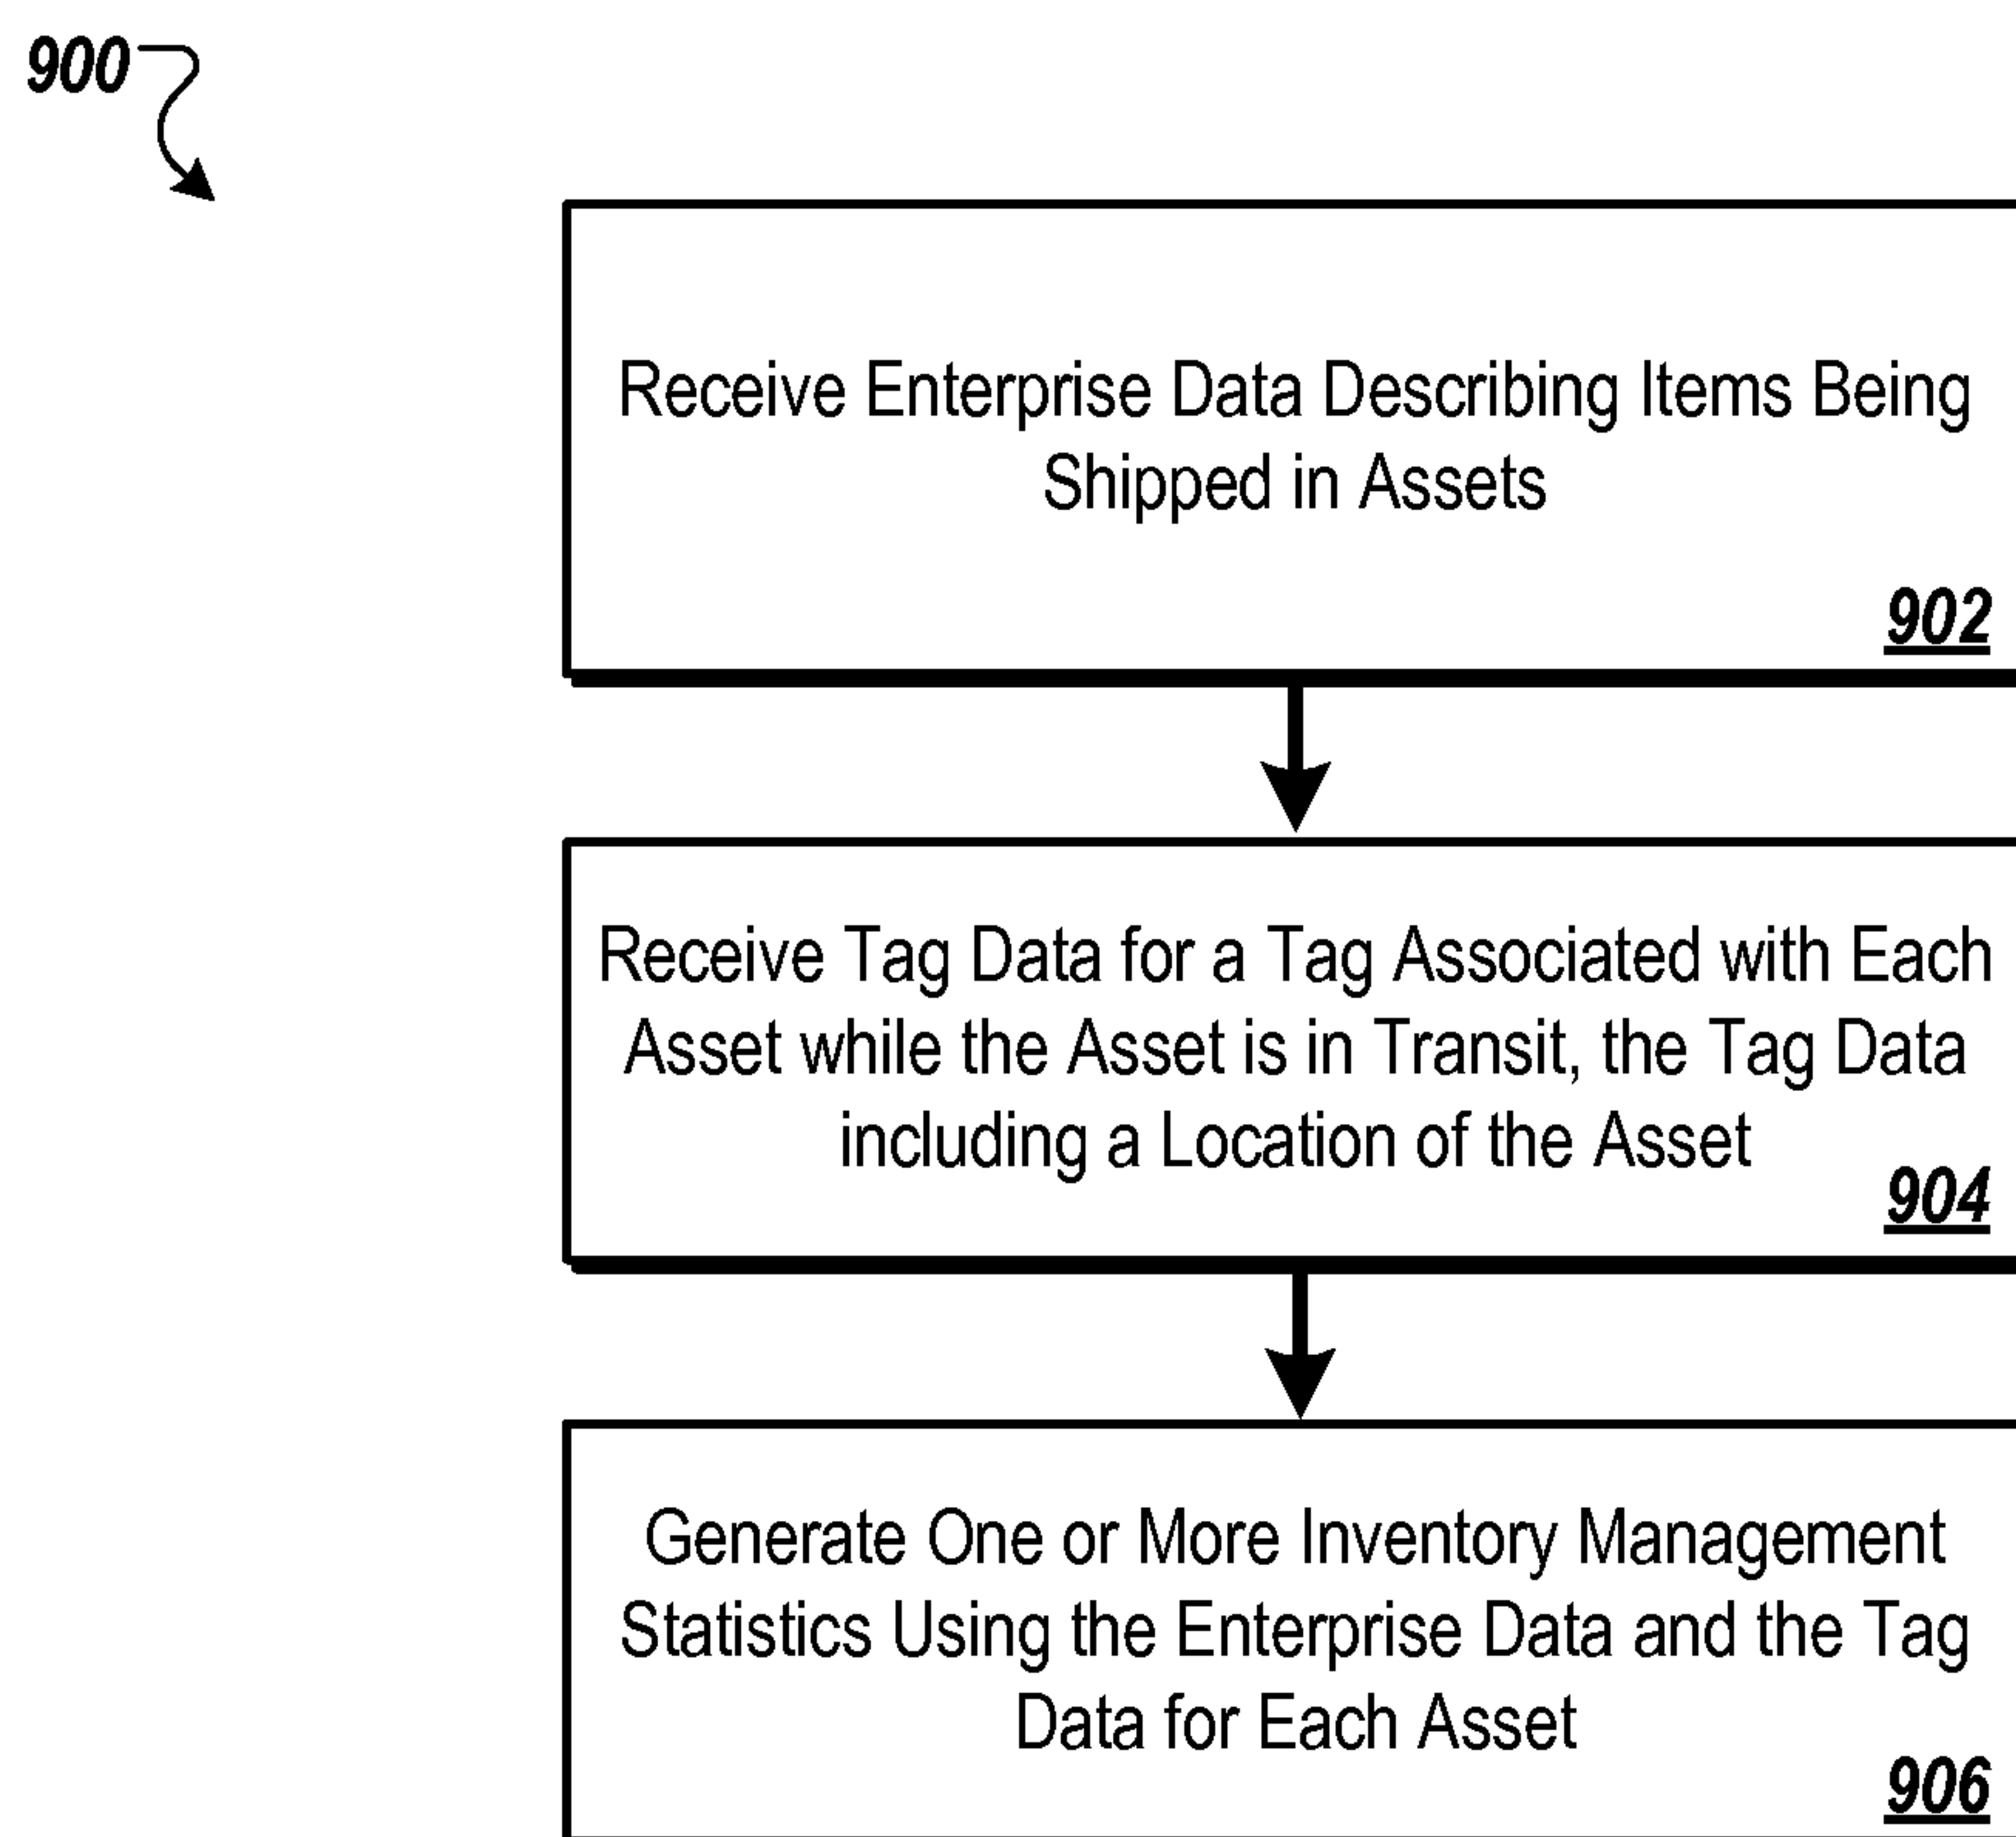 900
Receive Enterprise Data Describing Items Being
Shipped in Assets
902
Receive Tag Data for a Tag Associated with Each
Asset while the Asset is in Transit, the Tag Data
including a Location of the Asset
904
Generate One or More Inventory Management
Statistics Using the Enterprise Data and the Tag
Data for Each Asset
906